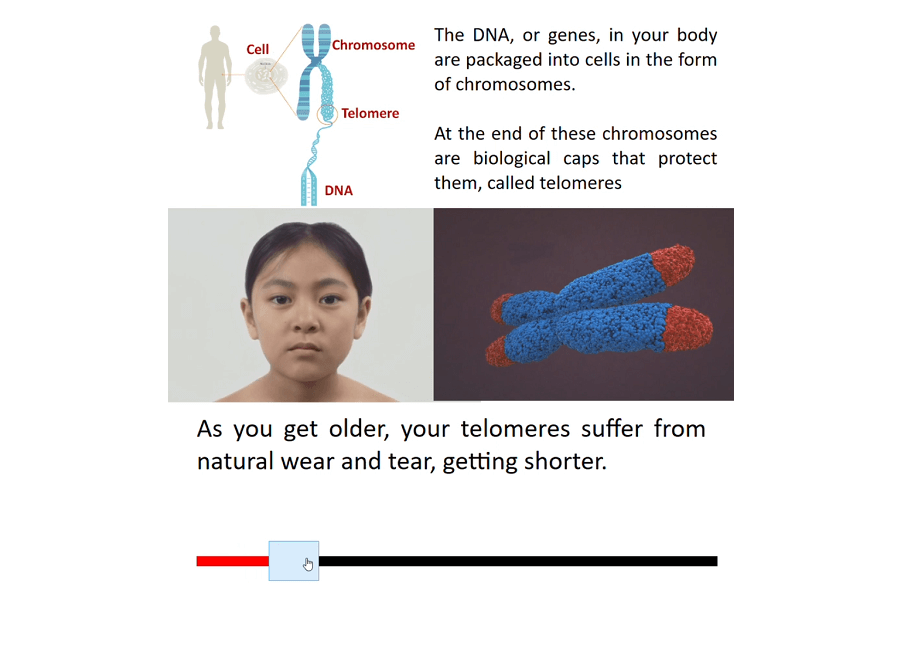 Cell
Chromosome
Telomere
DNA
The DNA, or genes, in your body
are packaged into cells in the form
of chromosomes.
At the end of these chromosomes
are biological caps that protect
them, called telomeres
As you get older, your telomeres suffer from
natural wear and tear, getting shorter.